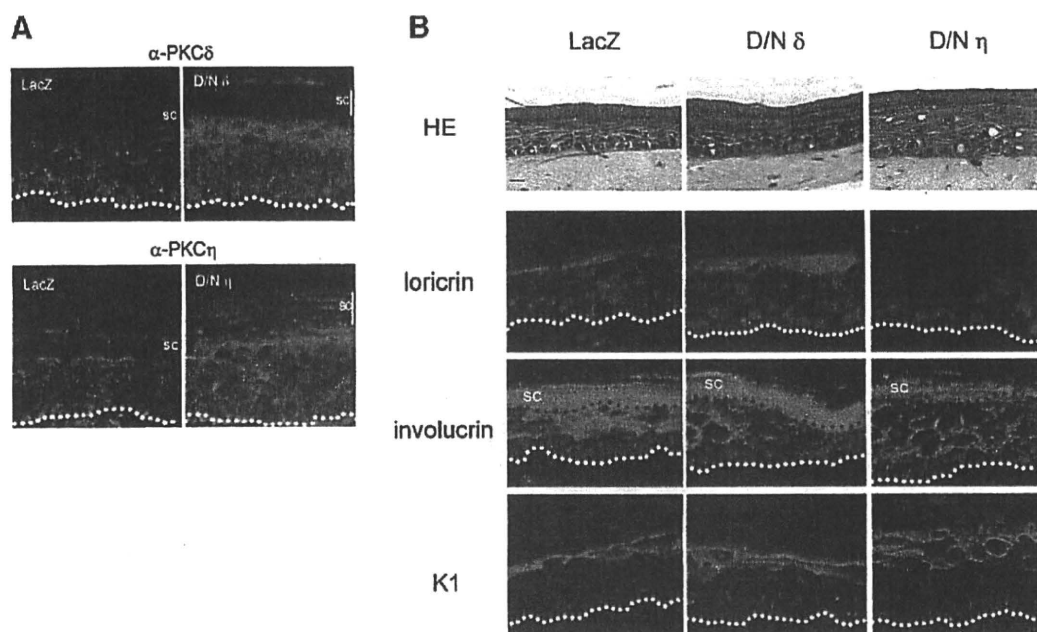 A
α-PKCδ
LacZ
sc
D/N δ
sc
α-PKCη
LacZ
sc
D/N η
sc
B
LacZ
D/N δ
D/N η
HE
loricrin
involucrin
sc
sc
sc
K1